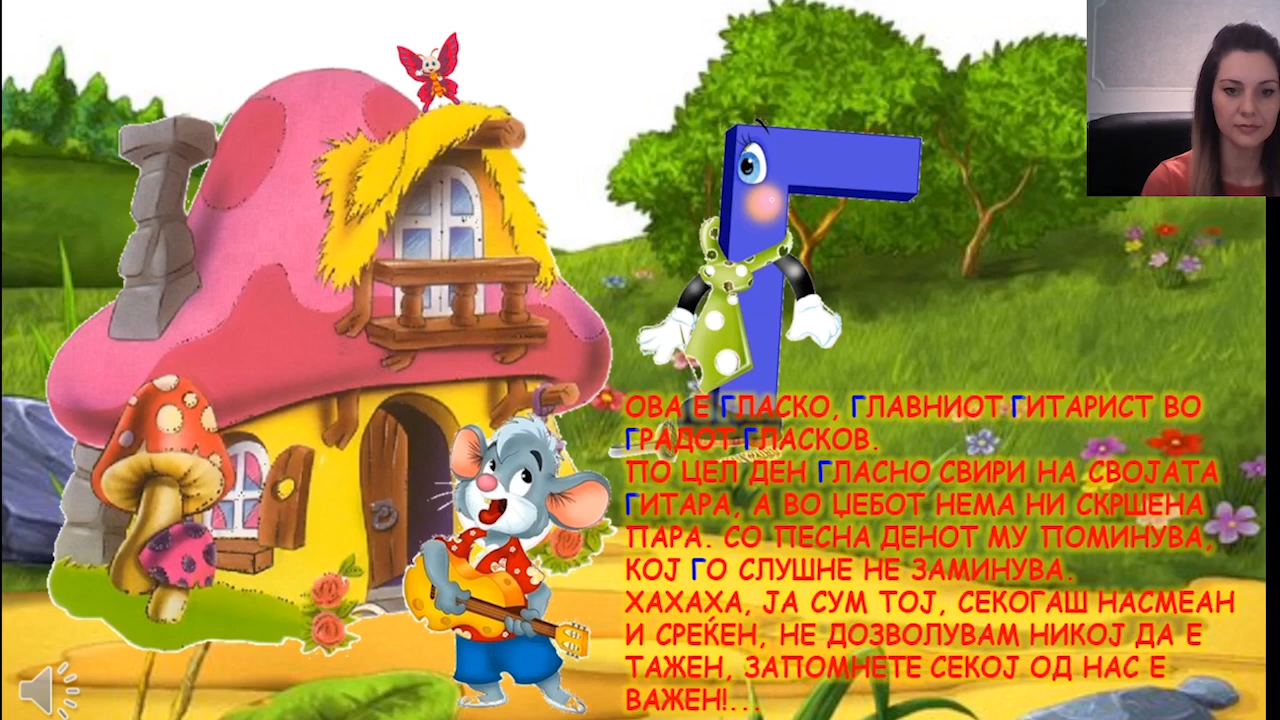 ОВА Е ГЛАСКО, ГЛАВНИОТ ГИТАРИСТ ВО
ГРАДОТ ГЛАСКОВ.
ПО ЦЕЛ ДЕН ГЛАСНО СВИРИ НА СВОЈАТА
ГИТАРА, А ВО ЏЕБОТ НЕМА НИ СКРШЕНА
ПАРА. СО ПЕСНА ДЕНОТ МУ ПОМИНУВА,
КОЈ ГО СЛУШНЕ НЕ ЗАМИНУВА.
ХАХАХА, ЈА СУМ ТОЈ, СЕКОГАШ НАСМЕАН
И СРЕЌЕН, НЕ ДОЗВОЛУВАМ НИКОЈ ДА Е
ТАЖЕН, ЗАПОМНЕТЕ СЕКОЈ ОД НАС Е
ВАЖЕН!...